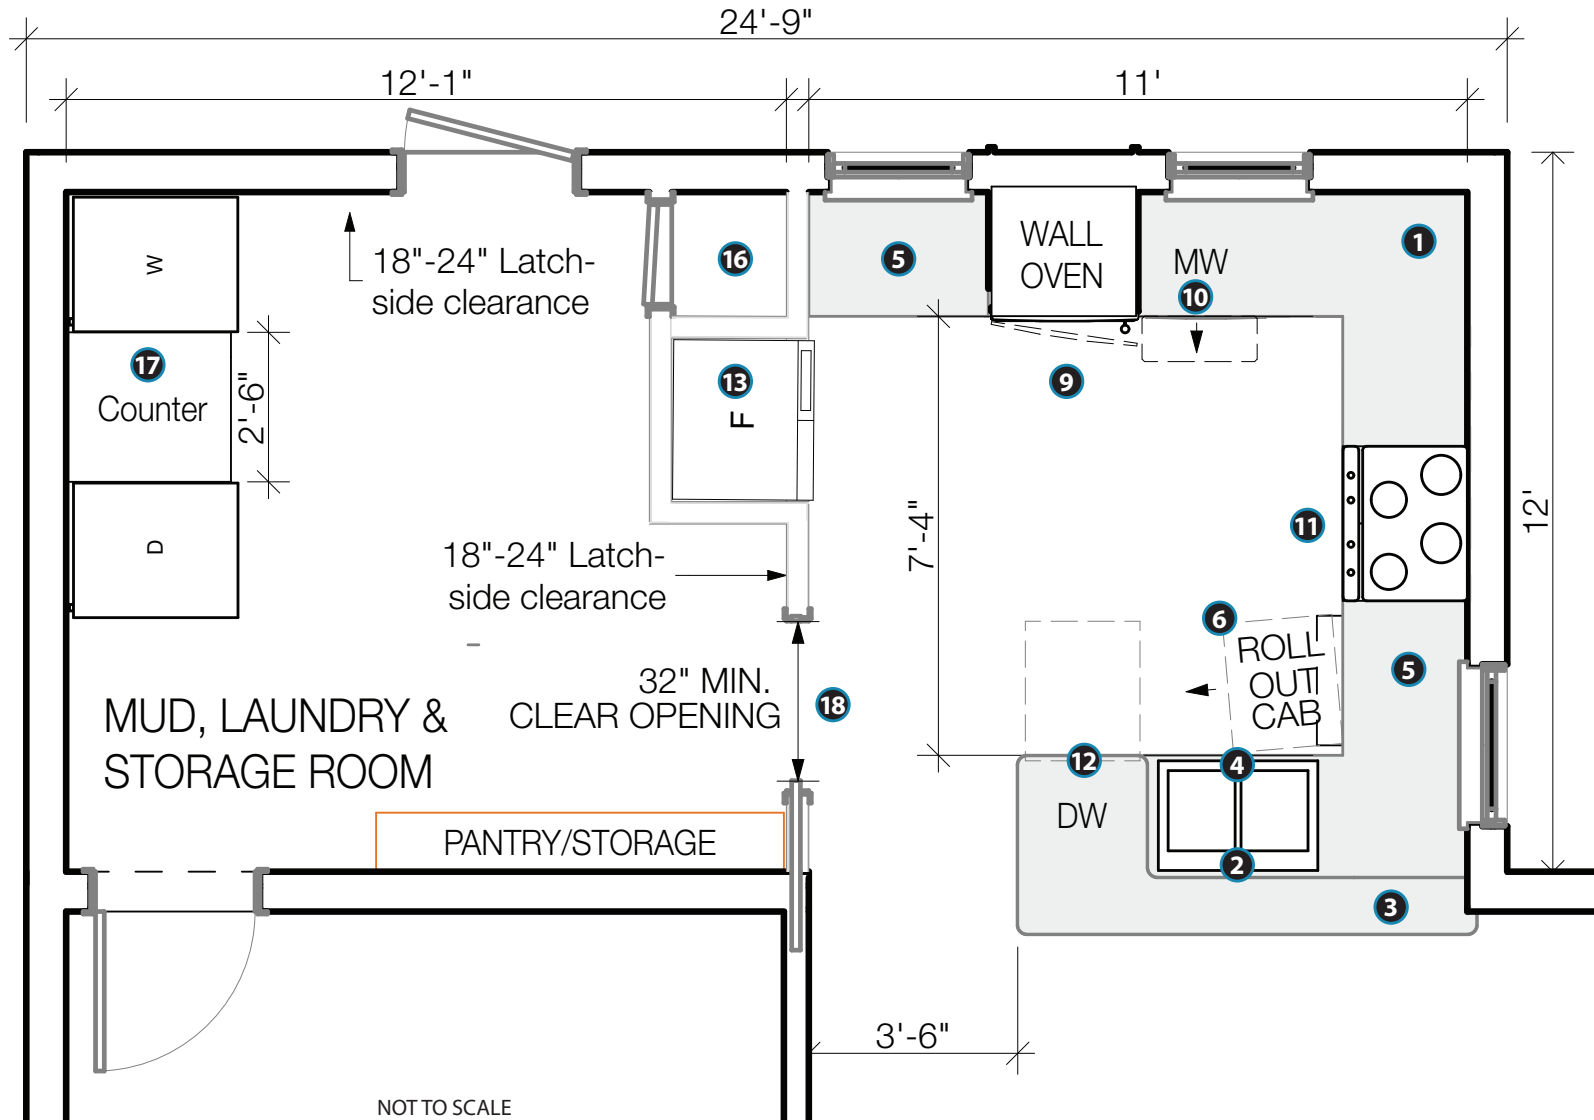 24'-9"
12'-1"
11'
W
18"-24" Latch-
side clearance
16
5
WALL
OVEN
MW
10
1
17
Counter
2'-6"
13
F
9
D
18"-24" Latch-
side clearance
7'-4"
11
12'
6
ROLL
OUT
CAB
5
32" MIN.
CLEAR OPENING
18
MUD, LAUNDRY &
STORAGE ROOM
12
4
DW
PANTRY/STORAGE
2
3
3'-6"
NOT TO SCALE